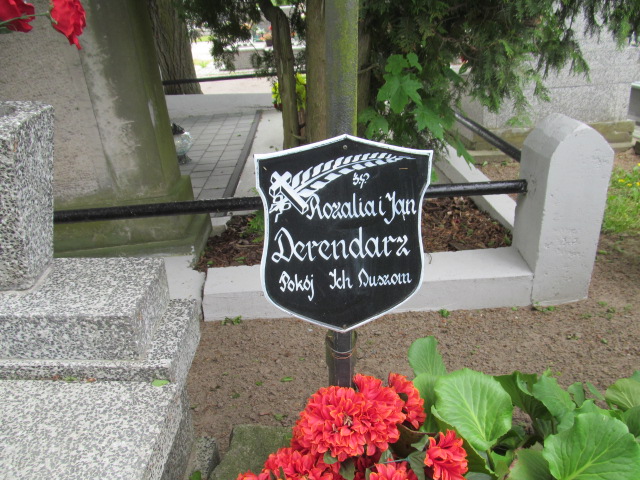 ŚP
Rozalia i Jan
Derendarz
Pokój Ich Duszom